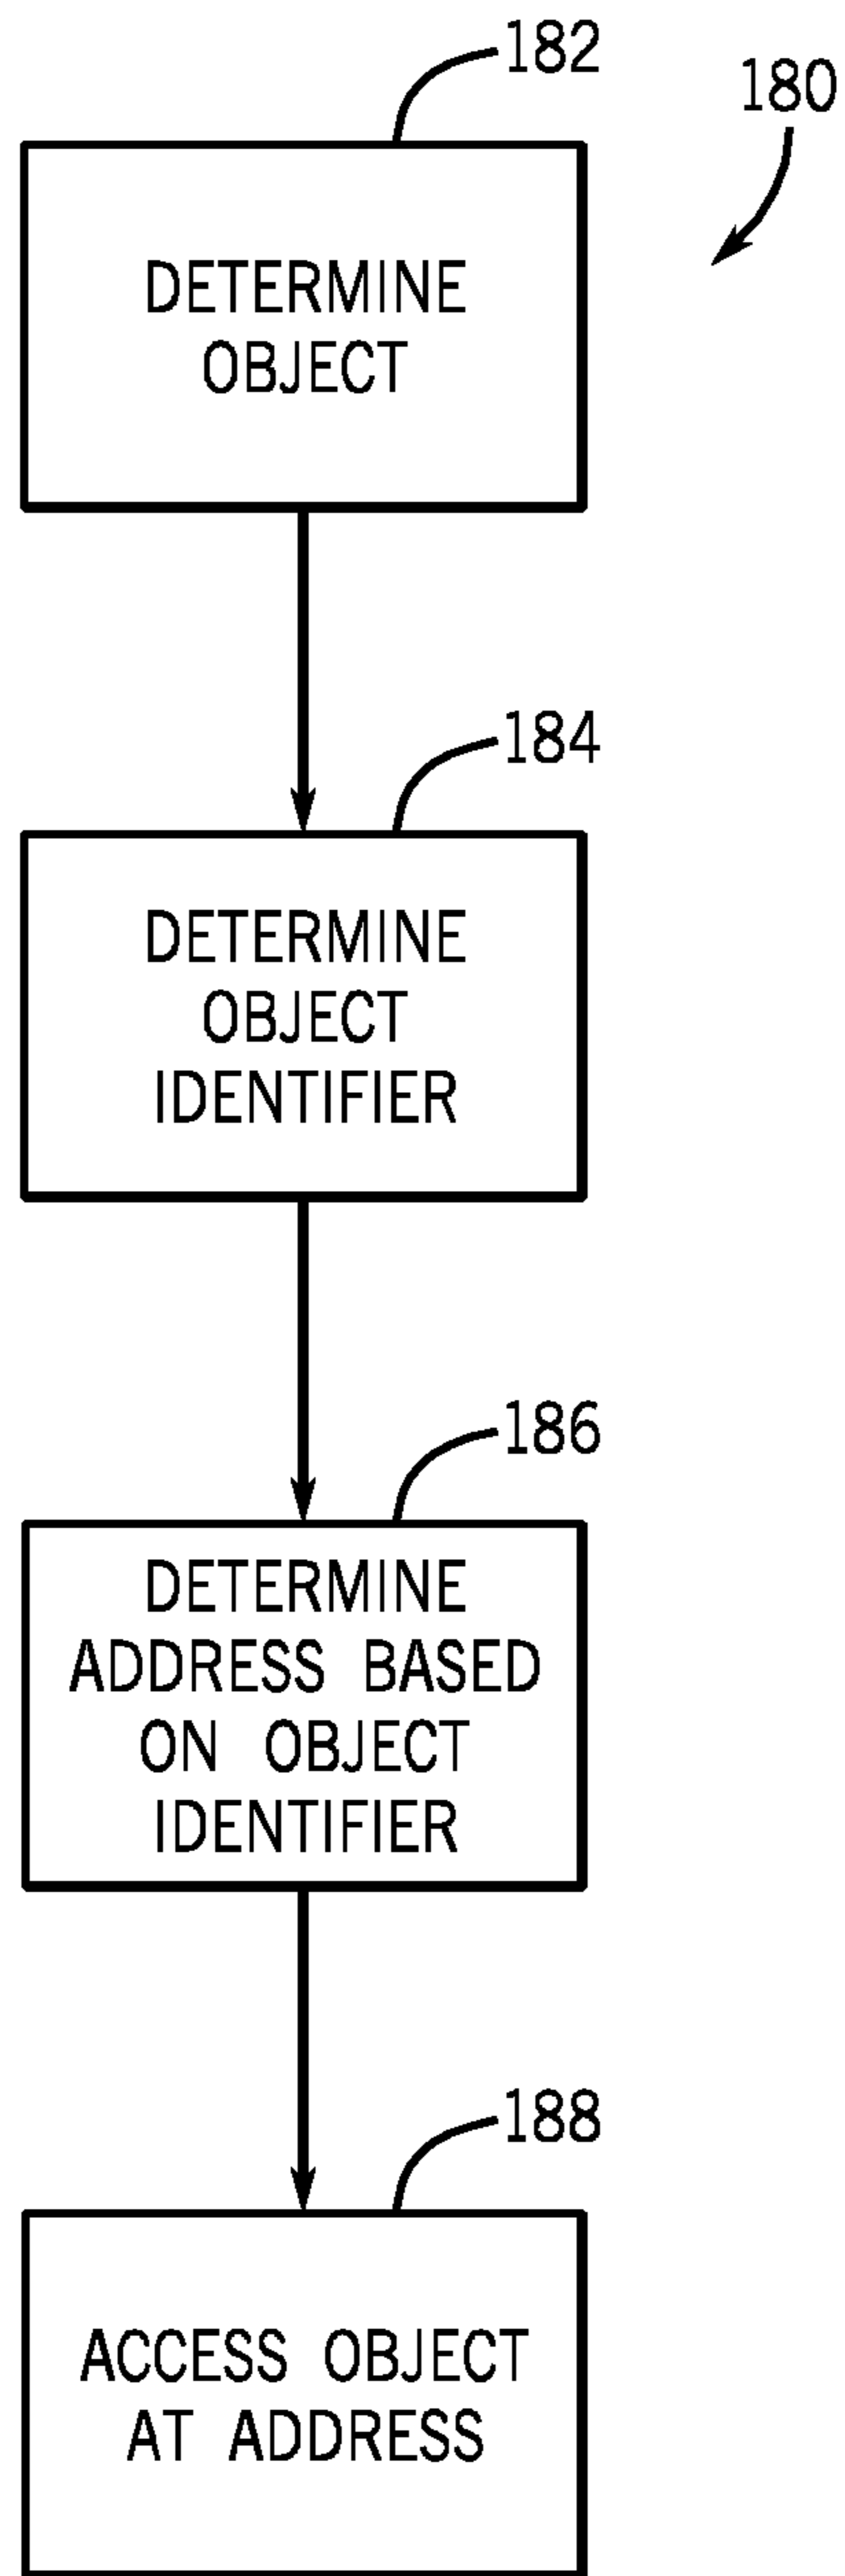 182
180
DETERMINE
OBJECT
184
DETERMINE
OBJECT
IDENTIFIER
186
DETERMINE
ADDRESS BASED
ON OBJECT
IDENTIFIER
188
ACCESS OBJECT
AT ADDRESS